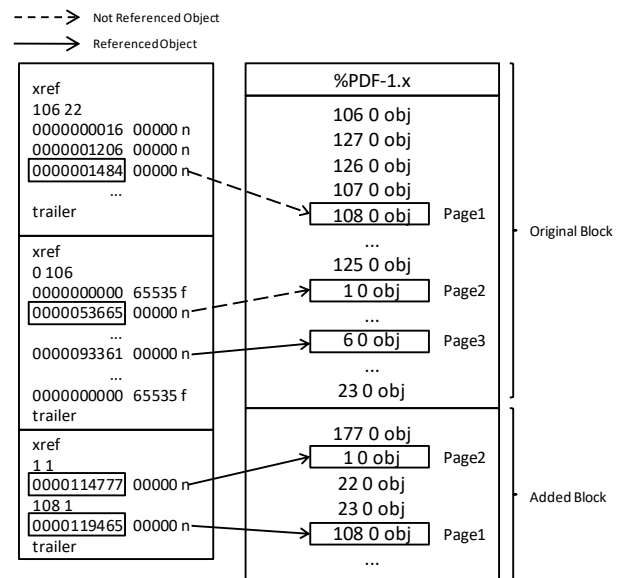 Not Referenced Object
Referenced Object
xref
106 22
0000000016 00000 n
0000001206 00000 n
0000001484 00000 n
...
trailer
xref
0 106
0000000000 65535 f
0000053665 00000 n
...
0000093361 00000 n
...
0000000000 65535 f
trailer
xref
1 1
0000114777 00000 n
108 1
0000119465 00000 n
trailer
%PDF-1.x
106 0 obj
127 0 obj
126 0 obj
107 0 obj
108 0 obj Page1
...
125 0 obj
1 0 obj Page2
...
6 0 obj Page3
...
23 0 obj
177 0 obj
1 0 obj Page2
22 0 obj
23 0 obj
108 0 obj Page1
...
Original Block
Added Block